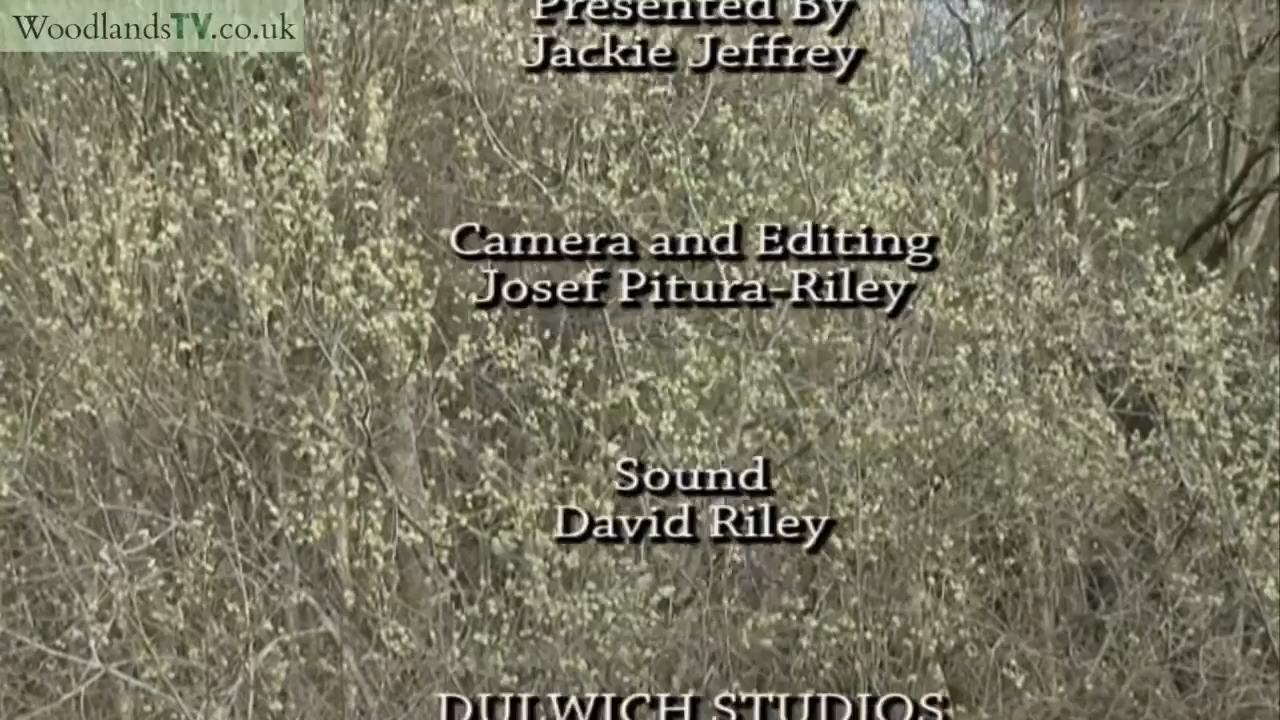 WoodlandsTV.co.uk
Presented By
Jackie Jeffrey
Camera and Editing
Josef Pitura-Riley
Sound
David Riley
DULWICH STUDIOS